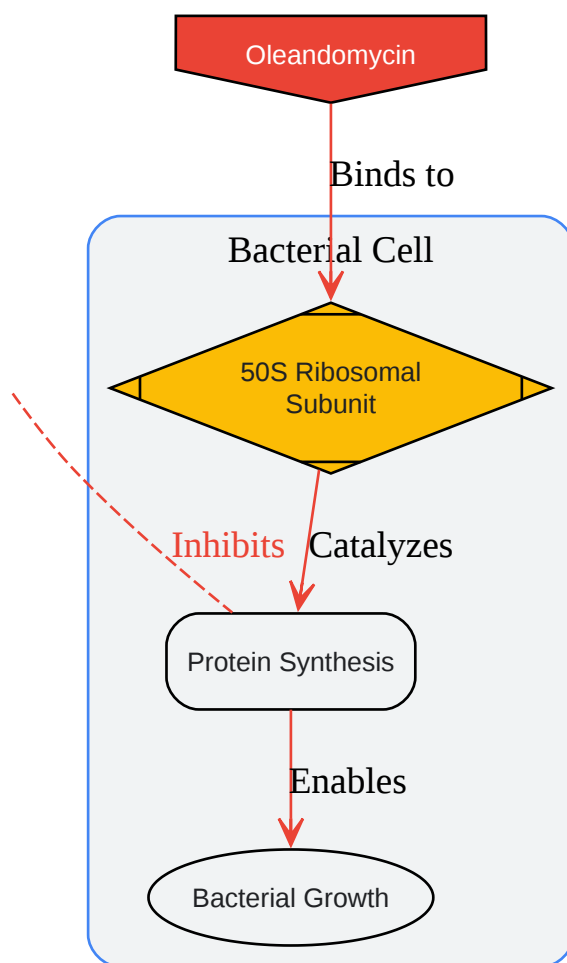 Oleandomycin
Binds to
Bacterial Cell
50S Ribosomal
Subunit
Inhibits
Catalyzes
Protein Synthesis
Enables
Bacterial Growth